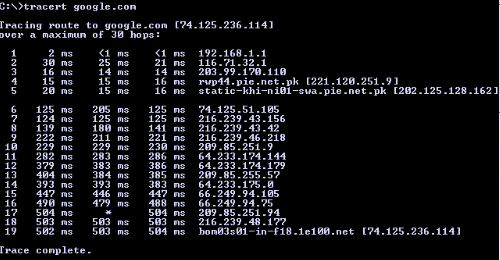 C:\>tracert google.com
Tracing route to google.com [74.125.236.114]
over a maximum of 30 hops:
1 2 ms <1 ms <1 ms 192.168.1.1
2 30 ms 25 ms 21 ms 116.71.32.1
3 16 ms 14 ms 14 ms 203.99.170.110
4 15 ms 15 ms 16 ms rwp44.pie.net.pk [221.120.251.9]
5 20 ms 15 ms 16 ms static-khi-ni01-swa.pie.net.pk [202.125.128.162]
6 125 ms 205 ms 125 ms 74.125.51.105
7 124 ms 125 ms 125 ms 216.239.43.156
8 139 ms 180 ms 141 ms 216.239.43.42
9 222 ms 211 ms 221 ms 216.239.46.218
10 229 ms 229 ms 230 ms 209.85.251.9
11 282 ms 283 ms 286 ms 64.233.174.144
12 379 ms 383 ms 386 ms 64.233.174.179
13 404 ms 384 ms 385 ms 209.85.255.57
14 393 ms 393 ms 383 ms 64.233.175.0
15 447 ms 446 ms 447 ms 66.249.94.105
16 490 ms 479 ms 488 ms 66.249.94.75
17 504 ms * 504 ms 209.85.251.94
18 503 ms 503 ms 503 ms 216.239.48.177
19 502 ms 503 ms 504 ms bom03s01-in-f18.1e100.net [74.125.236.114]
Trace complete.